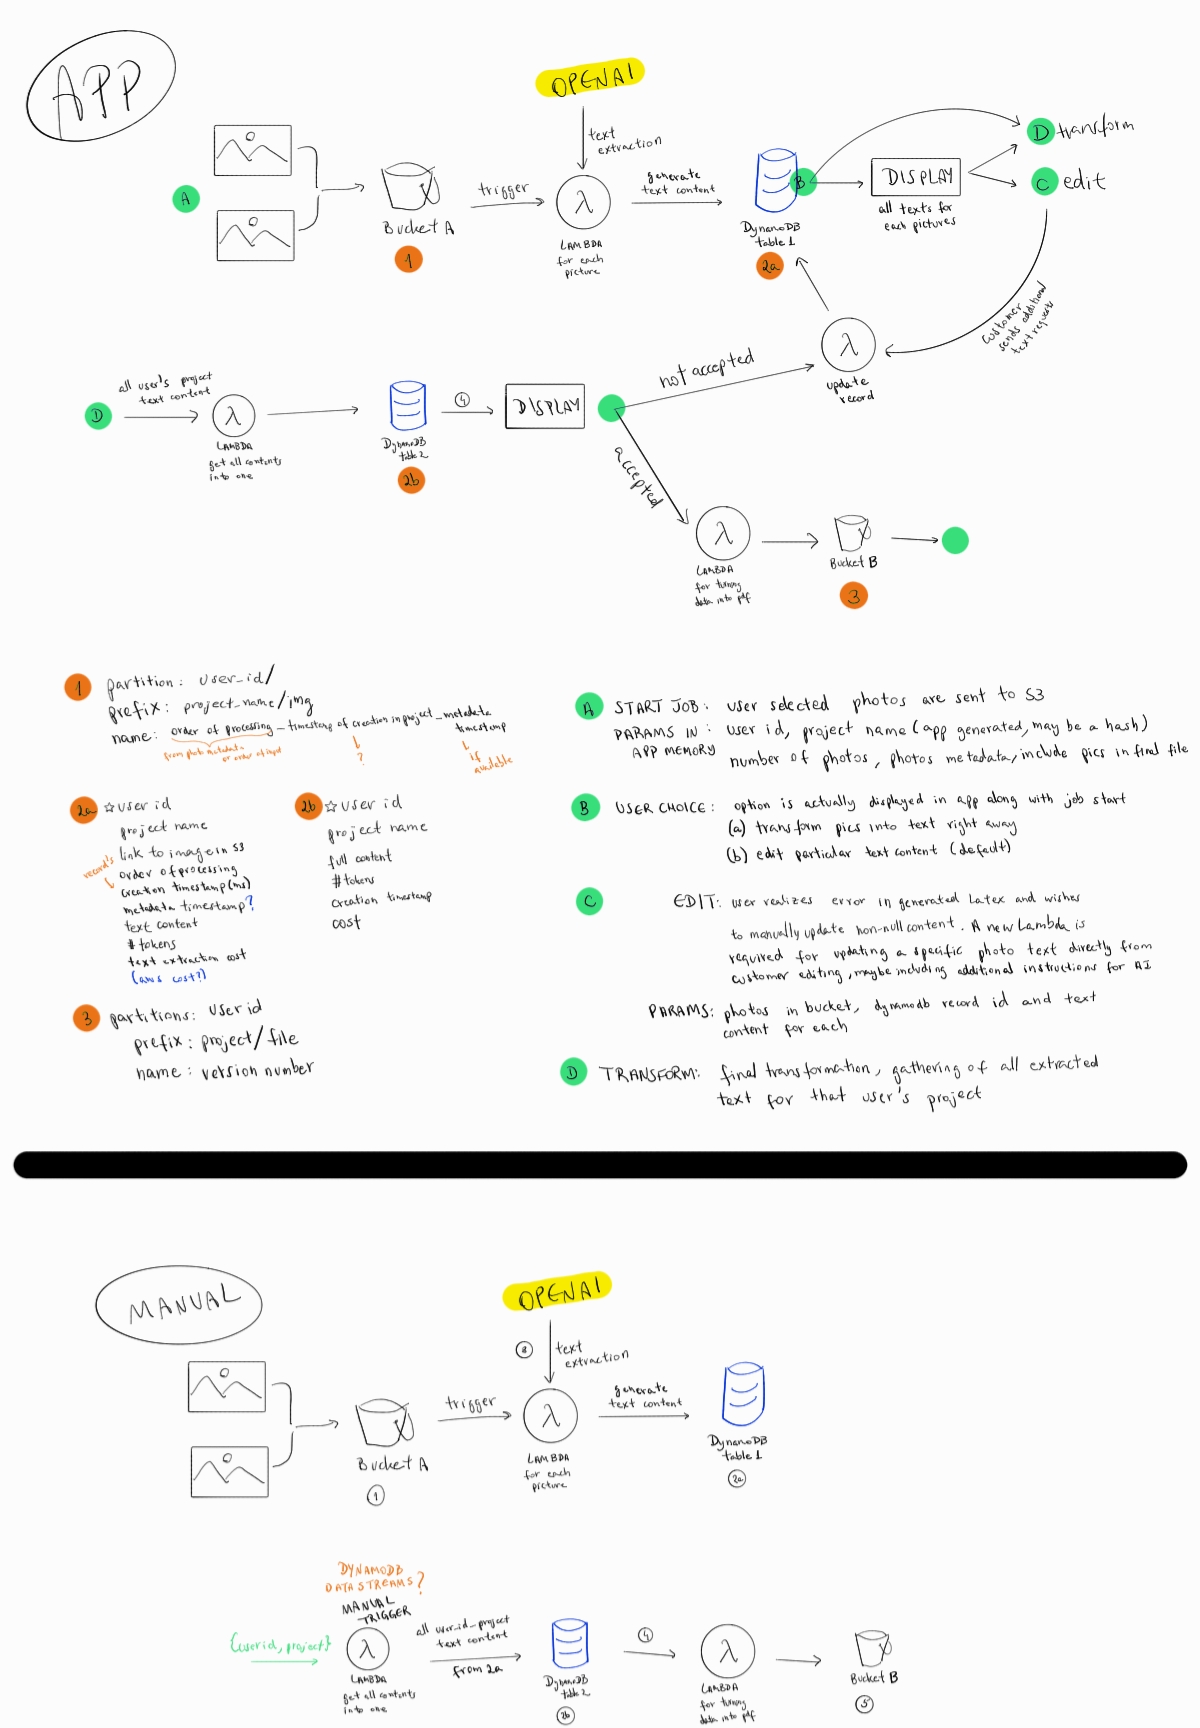 APP
OPENAI
text
extraction
A
Bucket A
1
trigger
λ
LAMBDA
for each
picture
generate
text content
DynamoDB
table 1
2a
B
DISPLAY
all texts for
each pictures
D transform
C edit
customer
sends additional
text requests
λ
update
record
not accepted
D
all user's project
text content
λ
LAMBDA
get all contents
into one
DynamoDB
table 2
2b
4
DISPLAY
accepted
λ
LAMBDA
for turning
data into pdf
Bucket B
3
1 partition: user_id/
prefix: project_name/img
name: order of processing - timestamp of creation in project_metadata
timestamp
from photo metadata
or order of input
?
if
available
2a ☆ user id
project name
link to image in S3
order of processing
record's
creation timestamp (ms)
metadata timestamp?
text content
# tokens
text extraction cost
(aws cost?)
2b ☆ user id
project name
full content
# tokens
creation timestamp
cost
3 partitions: user id
prefix: project/file
name: version number
A START JOB: user selected photos are sent to S3
PARAMS IN: user id, project name (app generated, may be a hash)
APP MEMORY number of photos, photos metadata, include pics in final file
B USER CHOICE: option is actually displayed in app along with job start
(a) transform pics into text right away
(b) edit particular text content (default)
C EDIT: user realizes error in generated Latex and wishes
to manually update non-null content. A new Lambda is
required for updating a specific photo text directly from
customer editing, maybe including additional instructions for AI
PARAMS: photos in bucket, dynamodb record id and text
content for each
D TRANSFORM: final transformation, gathering of all extracted
text for that user's project
MANUAL
OPENAI
text
extraction
Bucket A
1
trigger
λ
LAMBDA
for each
picture
generate
text content
DynamoDB
table 1
2a
DYNAMODB
DATA STREAMS?
MANUAL
TRIGGER
{userid, project}
λ
LAMBDA
get all contents
into one
all user_id_project
text content
from 2a
DynamoDB
table 2
2b
4
λ
LAMBDA
for turning
data into pdf
Bucket B
5